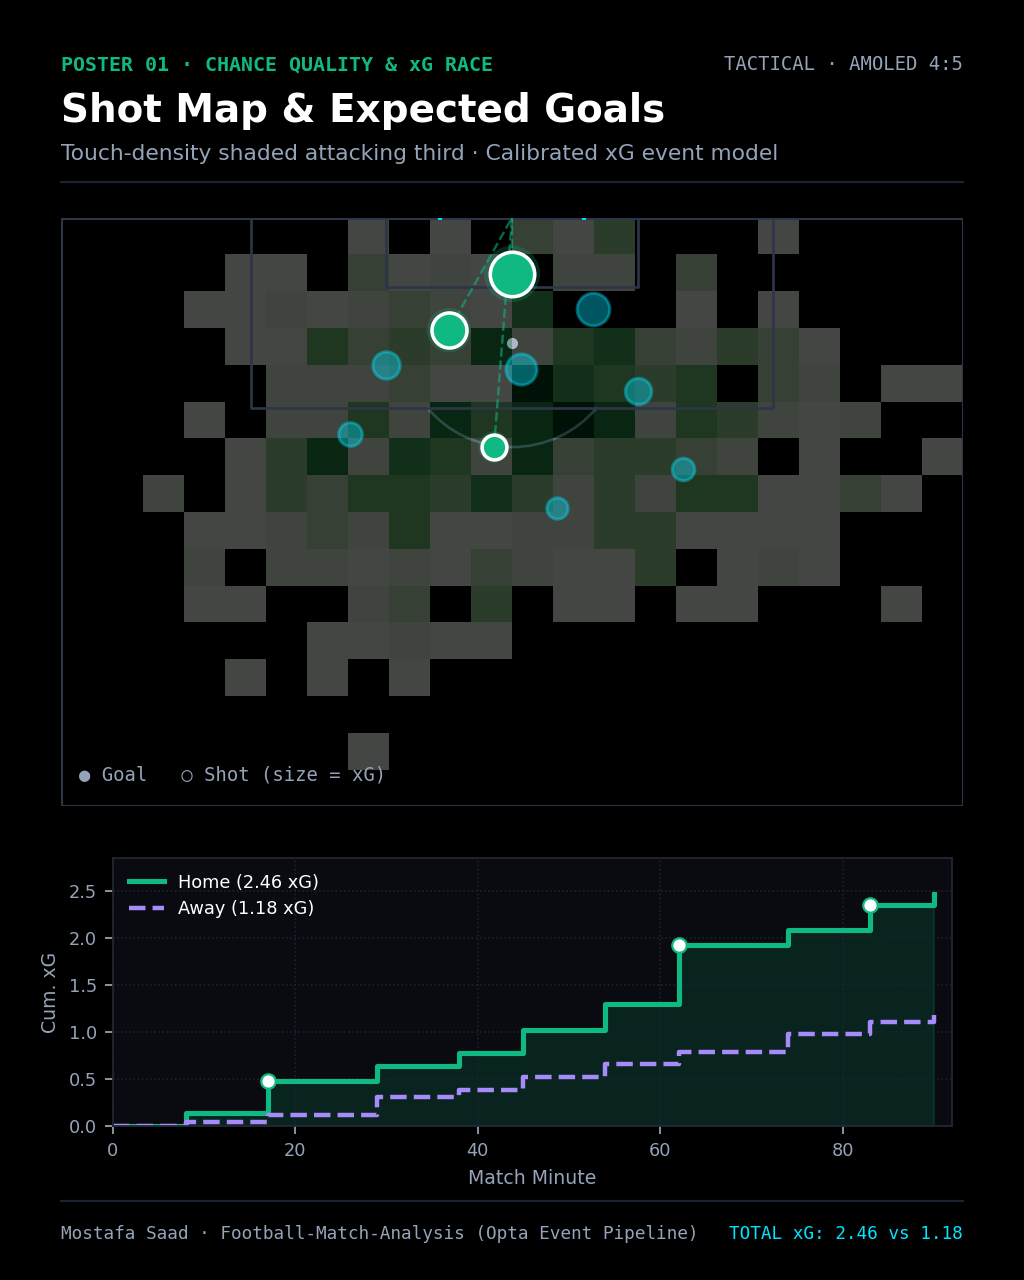 POSTER 01 · CHANCE QUALITY & xG RACE
TACTICAL · AMOLED 4:5
Shot Map & Expected Goals
Touch-density shaded attacking third · Calibrated xG event model
● Goal ○ Shot (size = xG)
Home (2.46 xG)
Away (1.18 xG)
Cum. xG
2.5
2.0
1.5
1.0
0.5
0.0
0 20 40 60 80
Match Minute
Mostafa Saad · Football-Match-Analysis (Opta Event Pipeline)
TOTAL xG: 2.46 vs 1.18